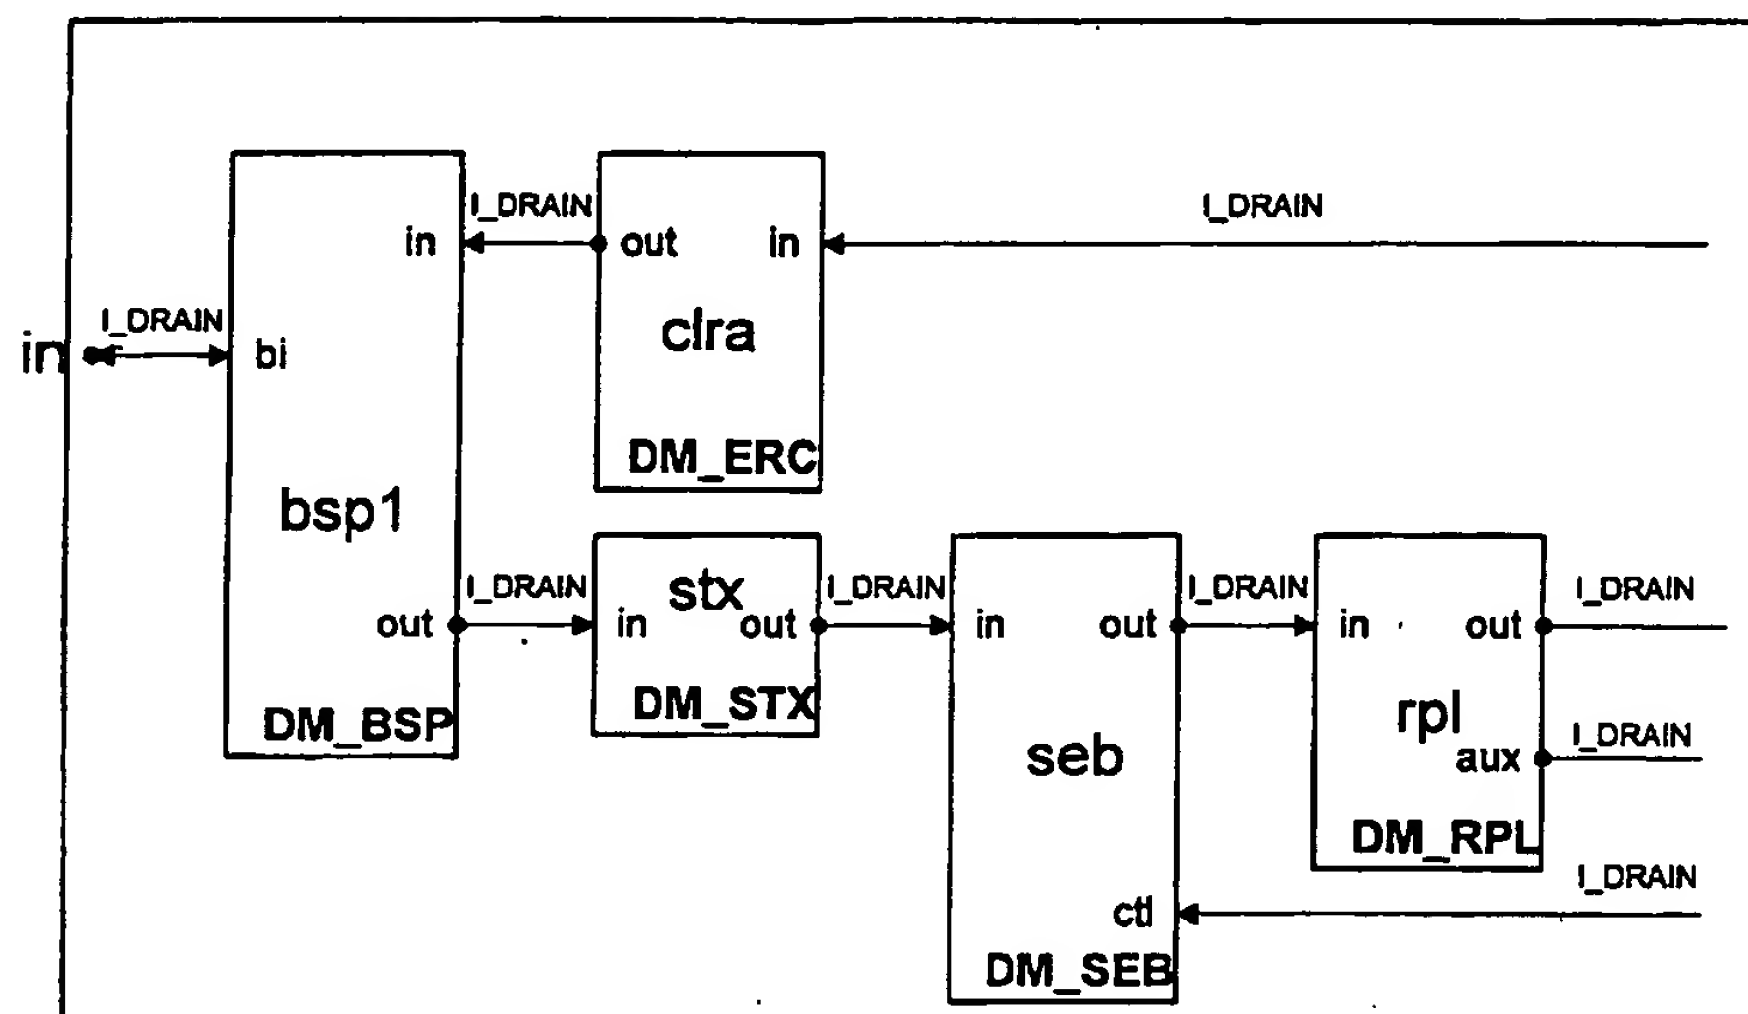 I_DRAIN I_DRAIN
in out in
clra
I_DRAIN
in bi
DM_ERC
bsp1
I_DRAIN stx I_DRAIN I_DRAIN I_DRAIN
out in out in out in out
DM_STX rpl
DM_BSP
seb I_DRAIN
aux
DM_RPL
I_DRAIN
ctl
DM_SEB